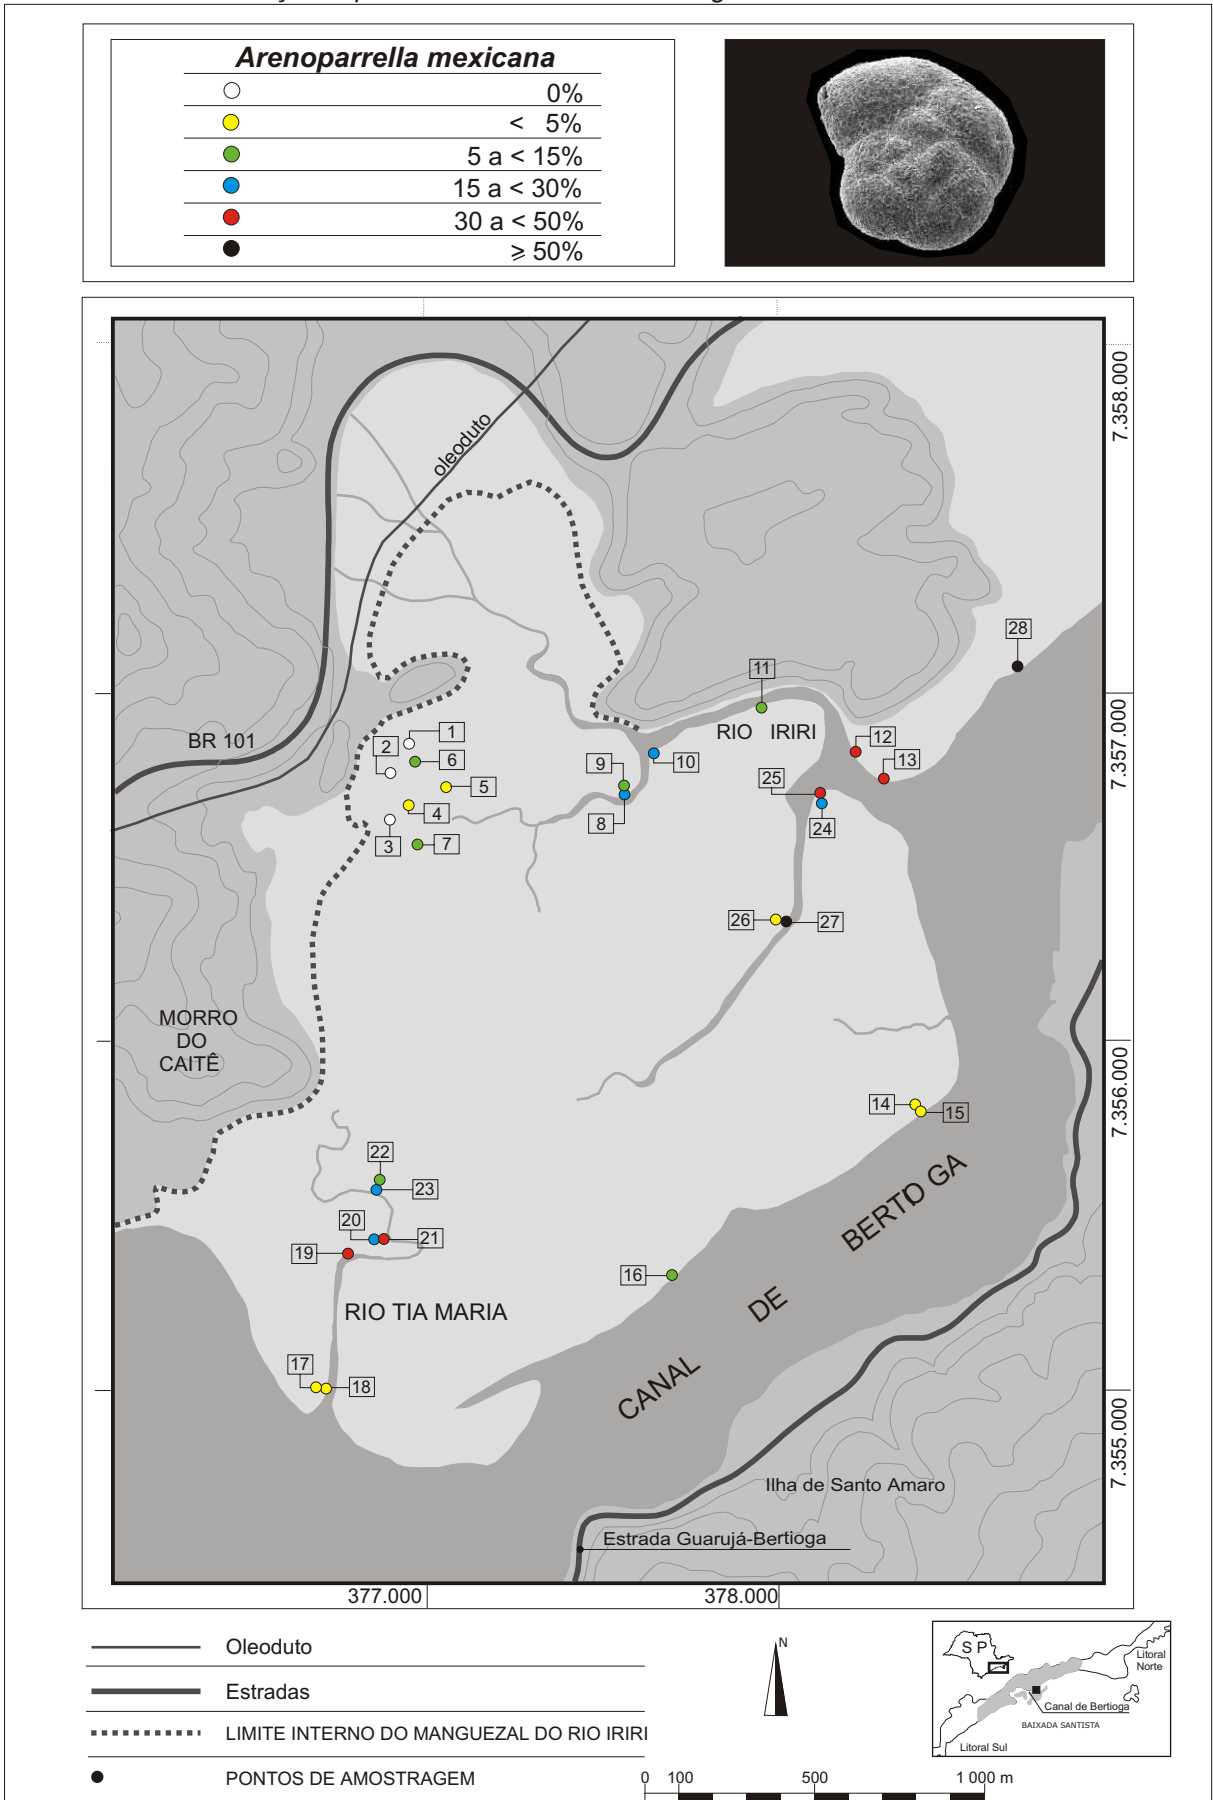 Arenoparrella mexicana
0%
< 5%
5 a < 15%
15 a < 30%
30 a < 50%
⩾ 50%
7.358.000
oleoduto
28
11
BR 101
1
2
6
RIO IRIRI
12
7.357.000
9
10
13
5
25
4
8
24
3
7
26
27
MORRO
DO
CAITÊ
7.356.000
14
15
22
23
BERTIOGA
20
21
19
16
DE
RIO TIA MARIA
17
18
CANAL
7.355.000
Ilha de Santo Amaro
Estrada Guarujá-Bertioga
377.000
378.000
Oleoduto
Estradas
LIMITE INTERNO DO MANGUEZAL DO RIO IRIRI
PONTOS DE AMOSTRAGEM
N
S P
Litoral
Norte
Canal de Bertioga
BAIXADA SANTISTA
Litoral Sul
0 100 500 1 000 m